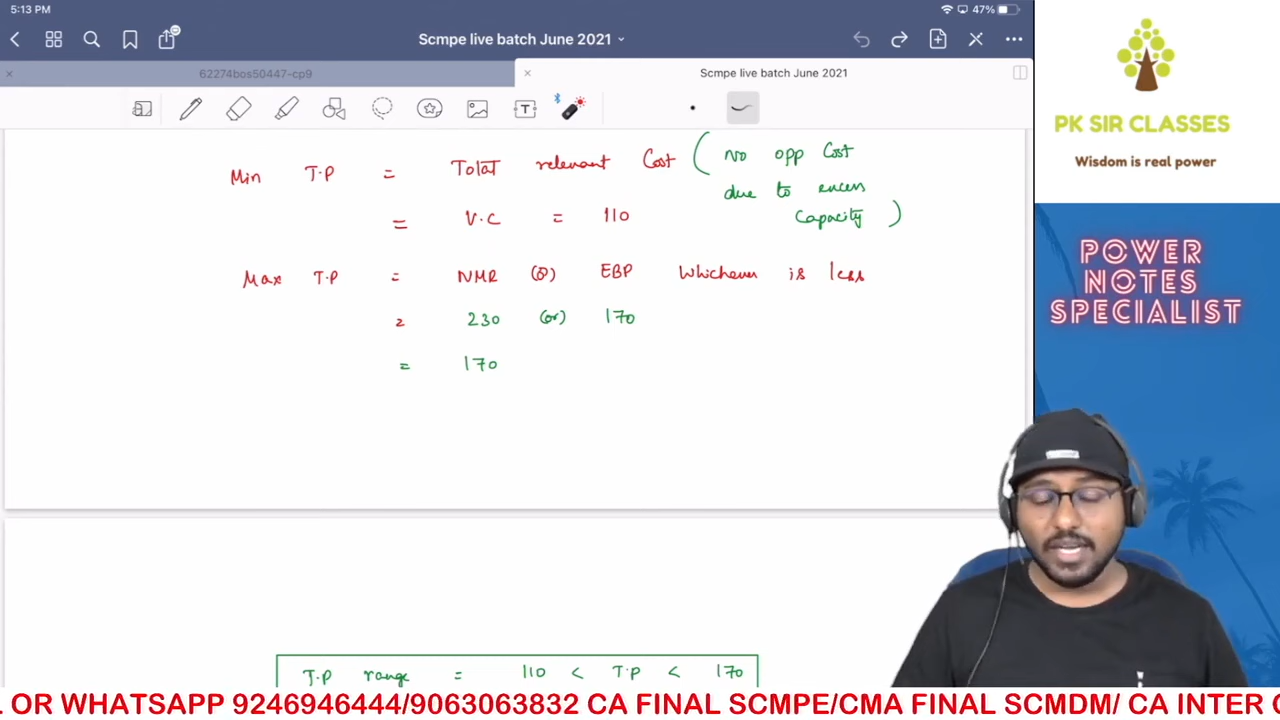 5:13 PM
47%
Scmpe live batch June 2021
62274bos50447-cp9
Scmpe live batch June 2021
T
Min T.P = Total relevant Cost ( No opp Cost
due to excess
Capacity )
= V.C = 110
Max T.P = NMR (or) EBP Whichever is less
= 230 (or) 170
= 170
T.P range = 110 < T.P < 170
PK SIR CLASSES
Wisdom is real power
POWER
NOTES
SPECIALIST
OR WHATSAPP 9246946444/9063063832 CA FINAL SCMPE/CMA FINAL SCMDM/ CA INTER